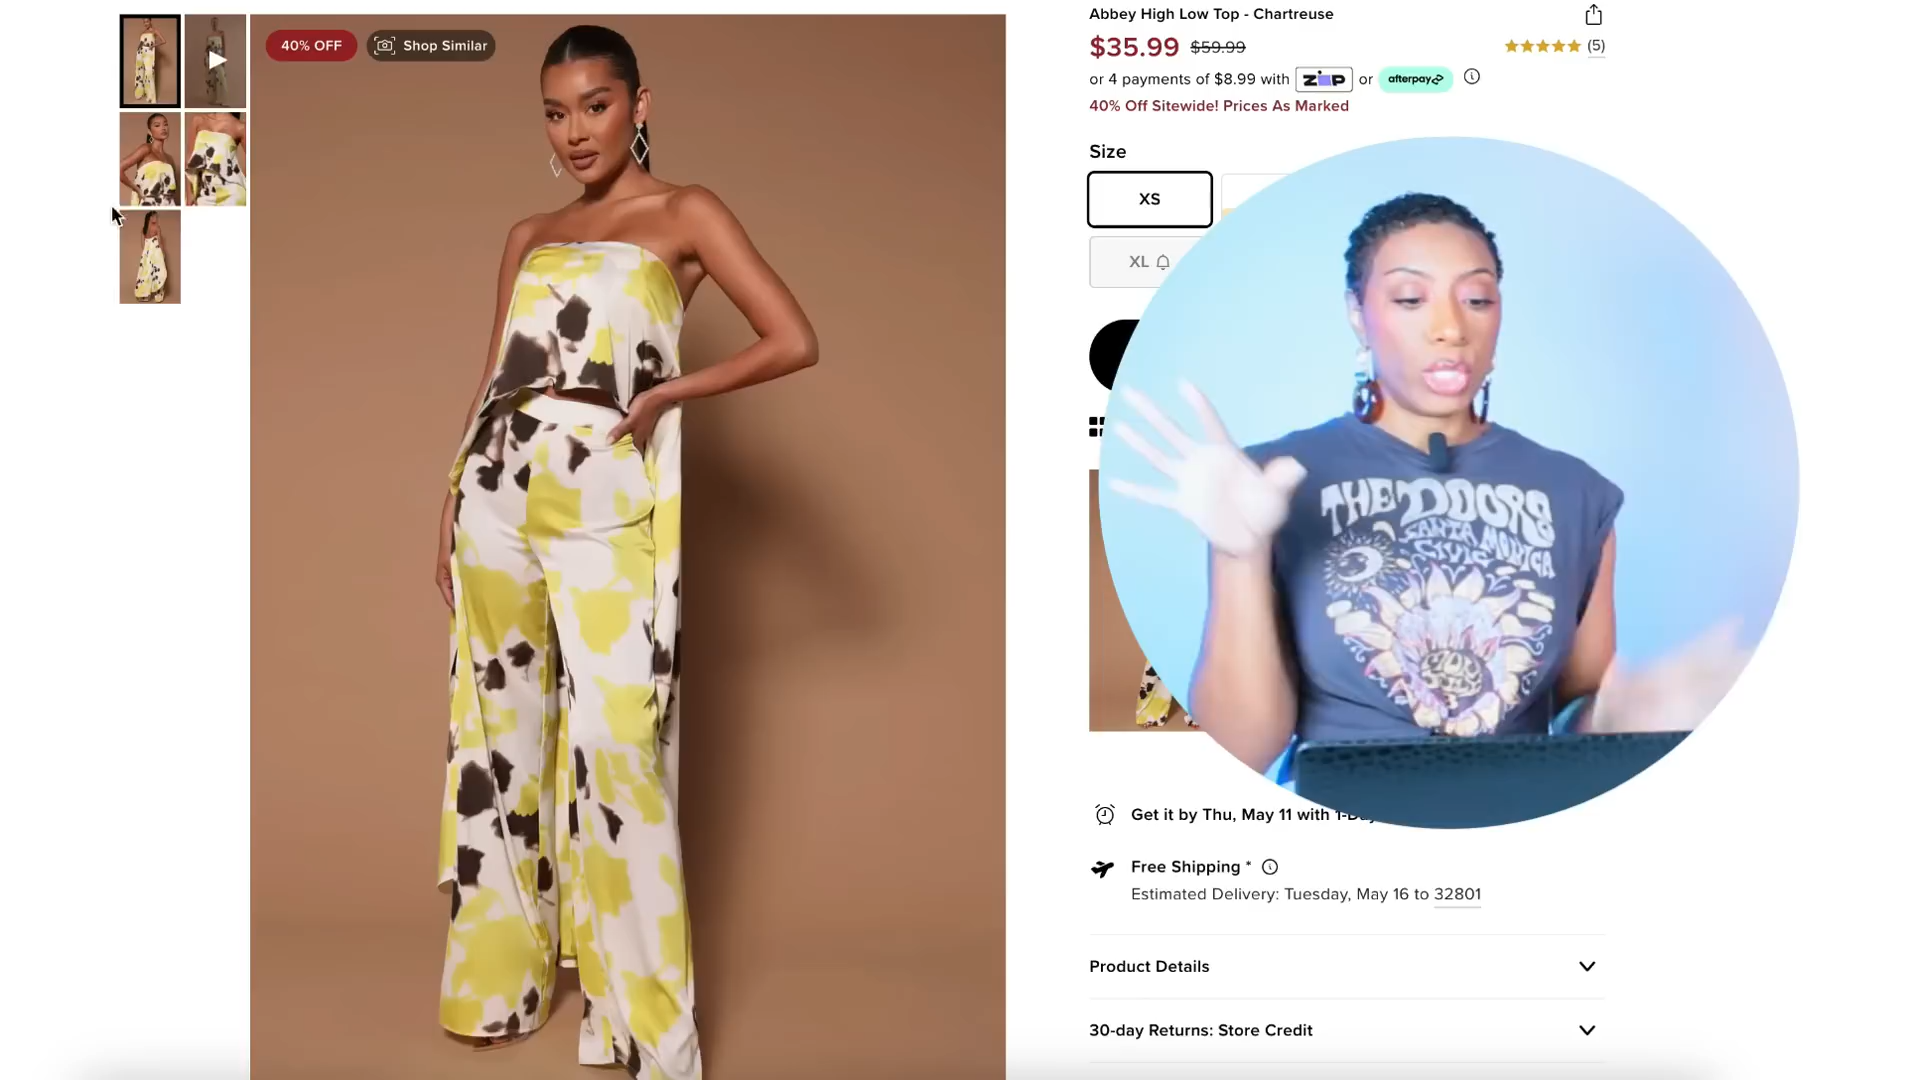 40% OFF
Shop Similar
Abbey High Low Top - Chartreuse
$35.99 $59.99
(5)
or 4 payments of $8.99 with ZIP or afterpay
40% Off Sitewide! Prices As Marked
Size
XS
XL
THE DOORS
SANTA MONICA
CIVIC
Get it by Thu, May 11 with 1-Day
Free Shipping *
Estimated Delivery: Tuesday, May 16 to 32801
Product Details
30-day Returns: Store Credit